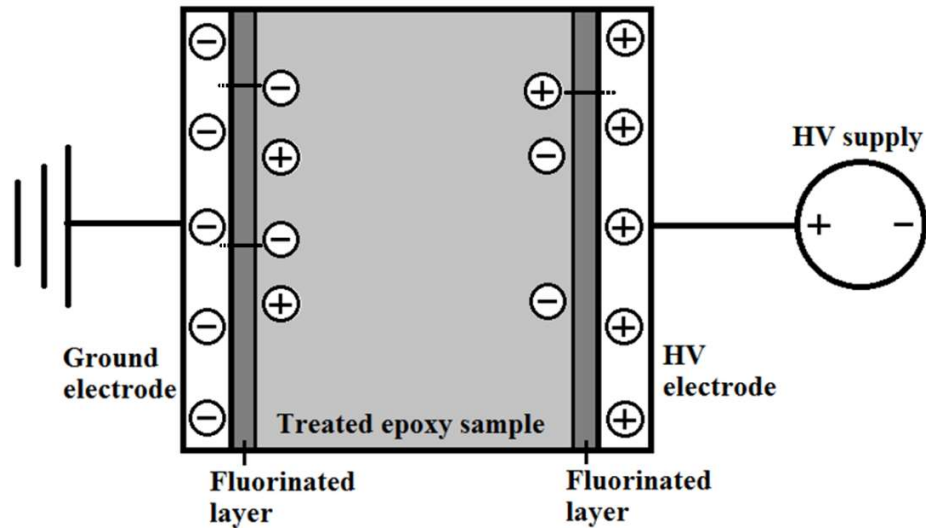 HV supply
+ -
Ground
electrode
HV
electrode
Treated epoxy sample
Fluorinated
layer
Fluorinated
layer